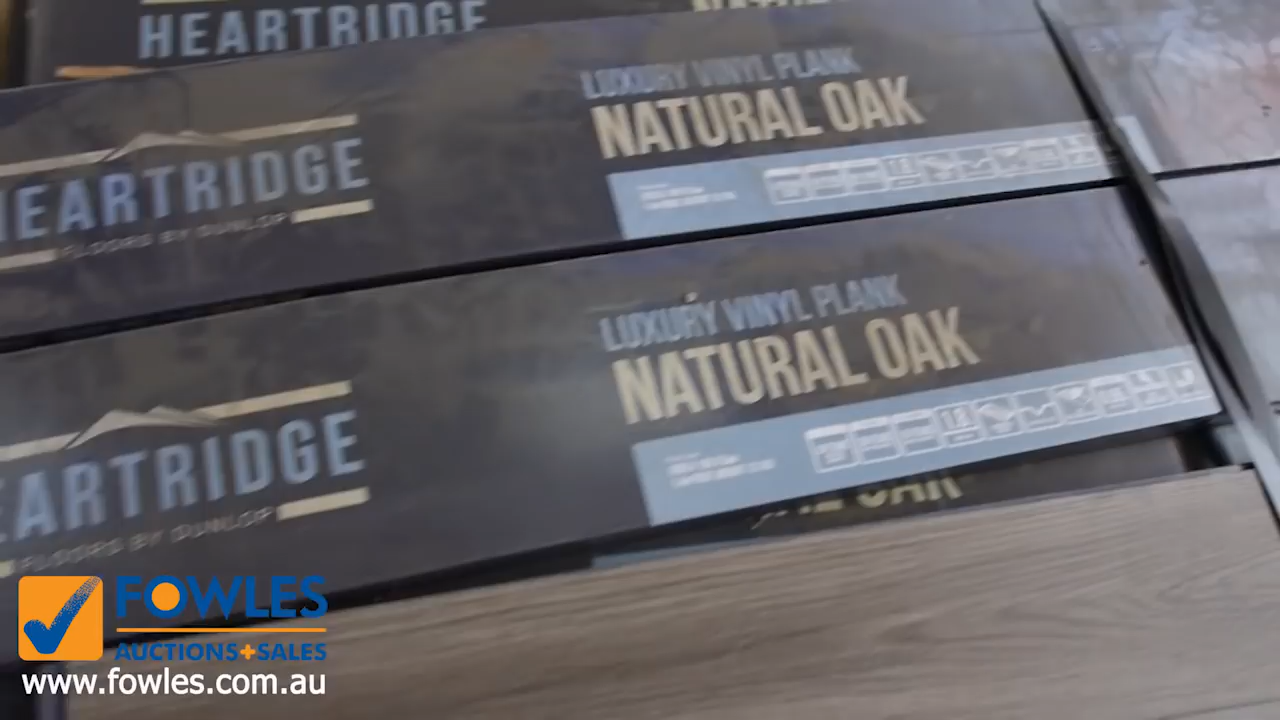 HEARTRIDGE
LUXURY VINYL PLANK
NATURAL OAK
HEARTRIDGE
FLOORS BY DUNLOP
LUXURY VINYL PLANK
NATURAL OAK
EARTRIDGE
FLOORS BY DUNLOP
OAK
FOWLES
AUCTIONS+SALES
www.fowles.com.au